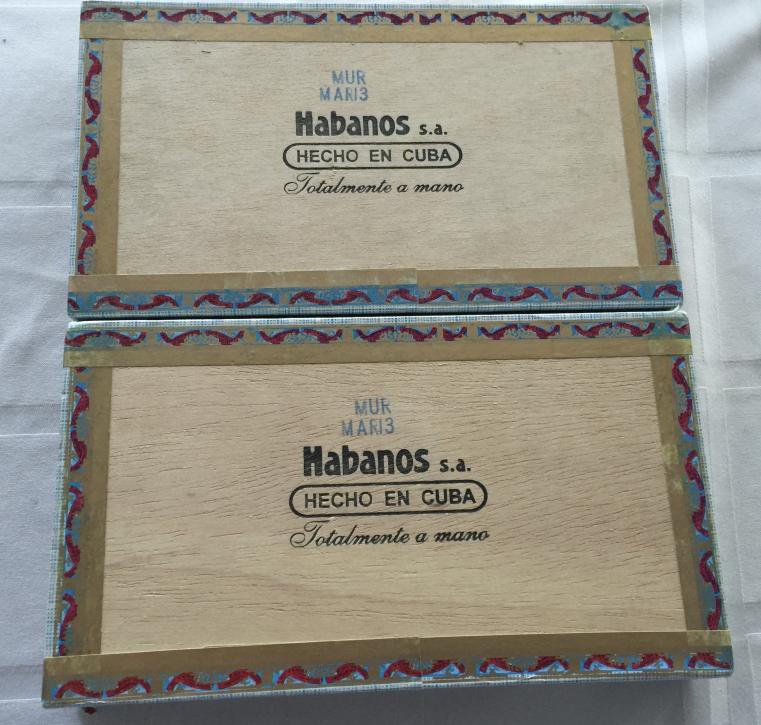 MUR
MAR13
Habanos s.a.
HECHO EN CUBA
Totalmente a mano
MUR
MAR13
Habanos s.a.
HECHO EN CUBA
Totalmente a mano